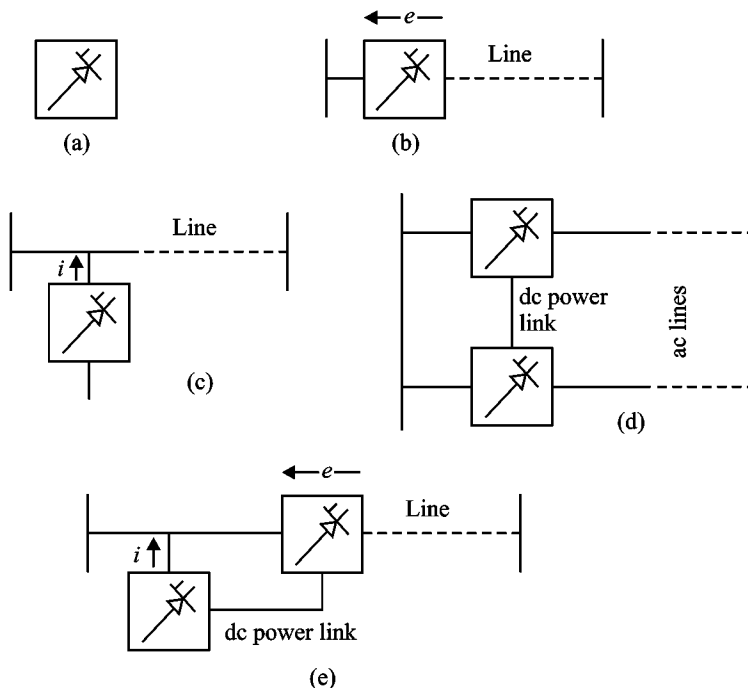 e
Line
(a)
(b)
Line
i
(c)
dc power
link
ac lines
(d)
e
Line
i
dc power link
(e)